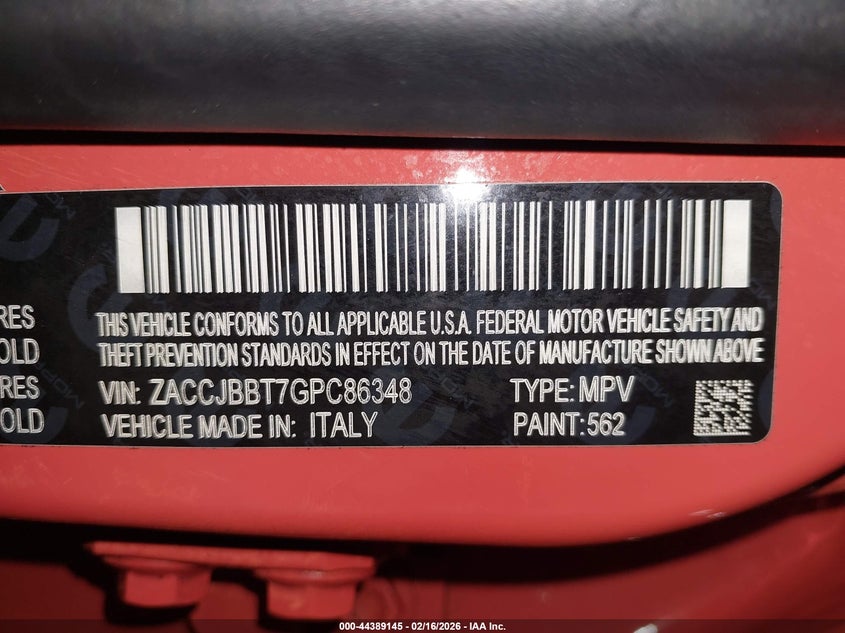 THIS VEHICLE CONFORMS TO ALL APPLICABLE U.S.A. FEDERAL MOTOR VEHICLE SAFETY AND
THEFT PREVENTION STANDARDS IN EFFECT ON THE DATE OF MANUFACTURE SHOWN ABOVE
RES
OLD
RES
OLD
VIN: ZACCJBBT7GPC86348 TYPE: MPV
VEHICLE MADE IN: ITALY PAINT: 562
000-44389145 - 02/16/2026 - IAA Inc.